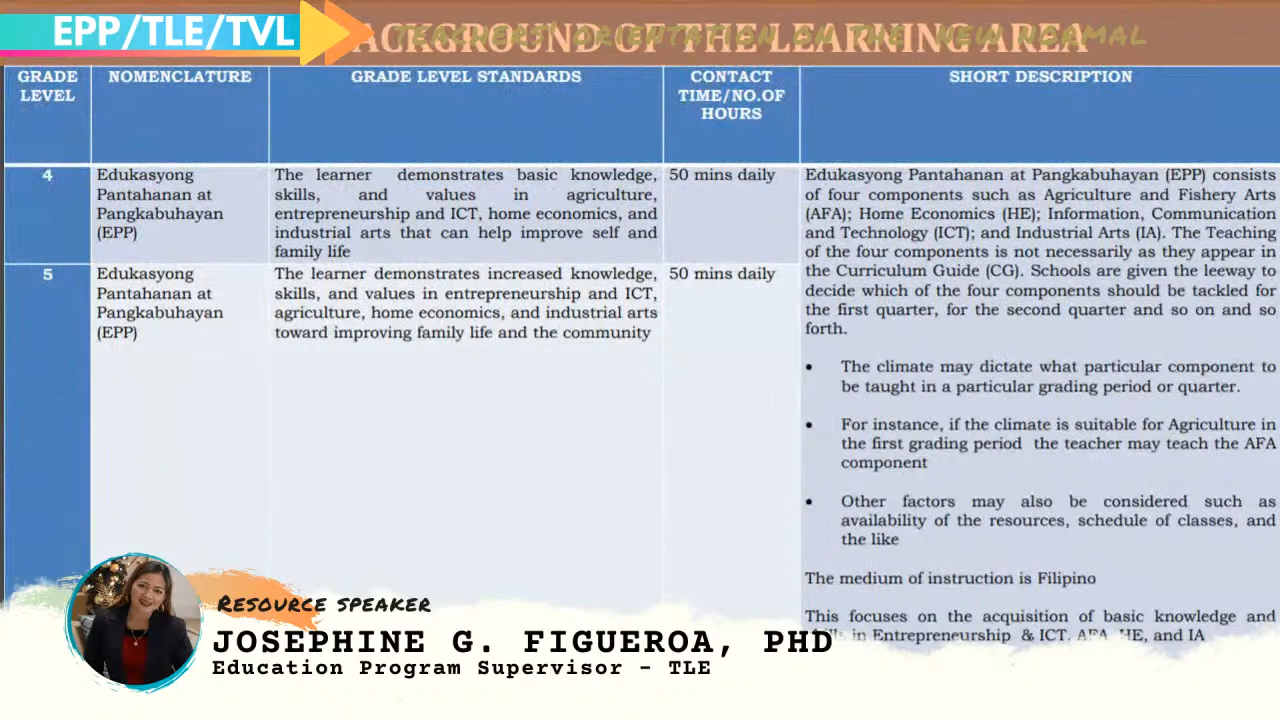 EPP/TLE/TVL
BACKGROUND OF THE LEARNING AREA
TEACHERS' ORIENTATION ON THE NEW NORMAL
GRADE
LEVEL
NOMENCLATURE
GRADE LEVEL STANDARDS
CONTACT
TIME/NO.OF
HOURS
SHORT DESCRIPTION
4
Edukasyong
Pantahanan at
Pangkabuhayan
(EPP)
The learner demonstrates basic knowledge,
skills, and values in agriculture,
entrepreneurship and ICT, home economics, and
industrial arts that can help improve self and
family life
50 mins daily
5
Edukasyong
Pantahanan at
Pangkabuhayan
(EPP)
The learner demonstrates increased knowledge,
skills, and values in entrepreneurship and ICT,
agriculture, home economics, and industrial arts
toward improving family life and the community
50 mins daily
Edukasyong Pantahanan at Pangkabuhayan (EPP) consists
of four components such as Agriculture and Fishery Arts
(AFA); Home Economics (HE); Information, Communication
and Technology (ICT); and Industrial Arts (IA). The Teaching
of the four components is not necessarily as they appear in
the Curriculum Guide (CG). Schools are given the leeway to
decide which of the four components should be tackled for
the first quarter, for the second quarter and so on and so
forth.
• The climate may dictate what particular component to
be taught in a particular grading period or quarter.
• For instance, if the climate is suitable for Agriculture in
the first grading period the teacher may teach the AFA
component
• Other factors may also be considered such as
availability of the resources, schedule of classes, and
the like
The medium of instruction is Filipino
This focuses on the acquisition of basic knowledge and
skills in Entrepreneurship & ICT, AFA, HE, and IA
Resource speaker
JOSEPHINE G. FIGUEROA, PHD
Education Program Supervisor - TLE